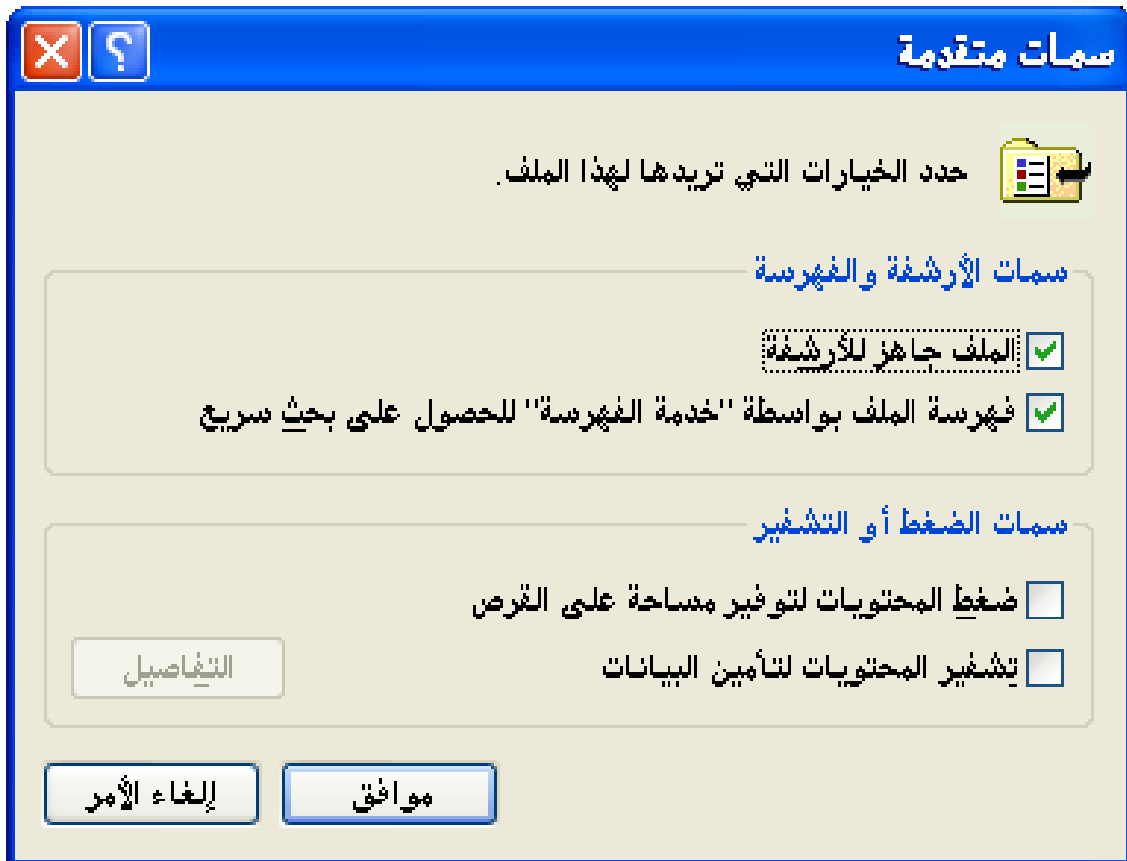 سمات متقدمة
حدد الخيارات التي تريدها لهذا الملف.
سمات الأرشفة والفهرسة
الملف جاهز للأرشفة
فهرسة الملف بواسطة "خدمة الفهرسة" للحصول على بحث سريع
سمات الضغط أو التشفير
ضغط المحتويات لتوفير مساحة على القرص
تشفير المحتويات لتأمين البيانات
التفاصيل
موافق
إلغاء الأمر